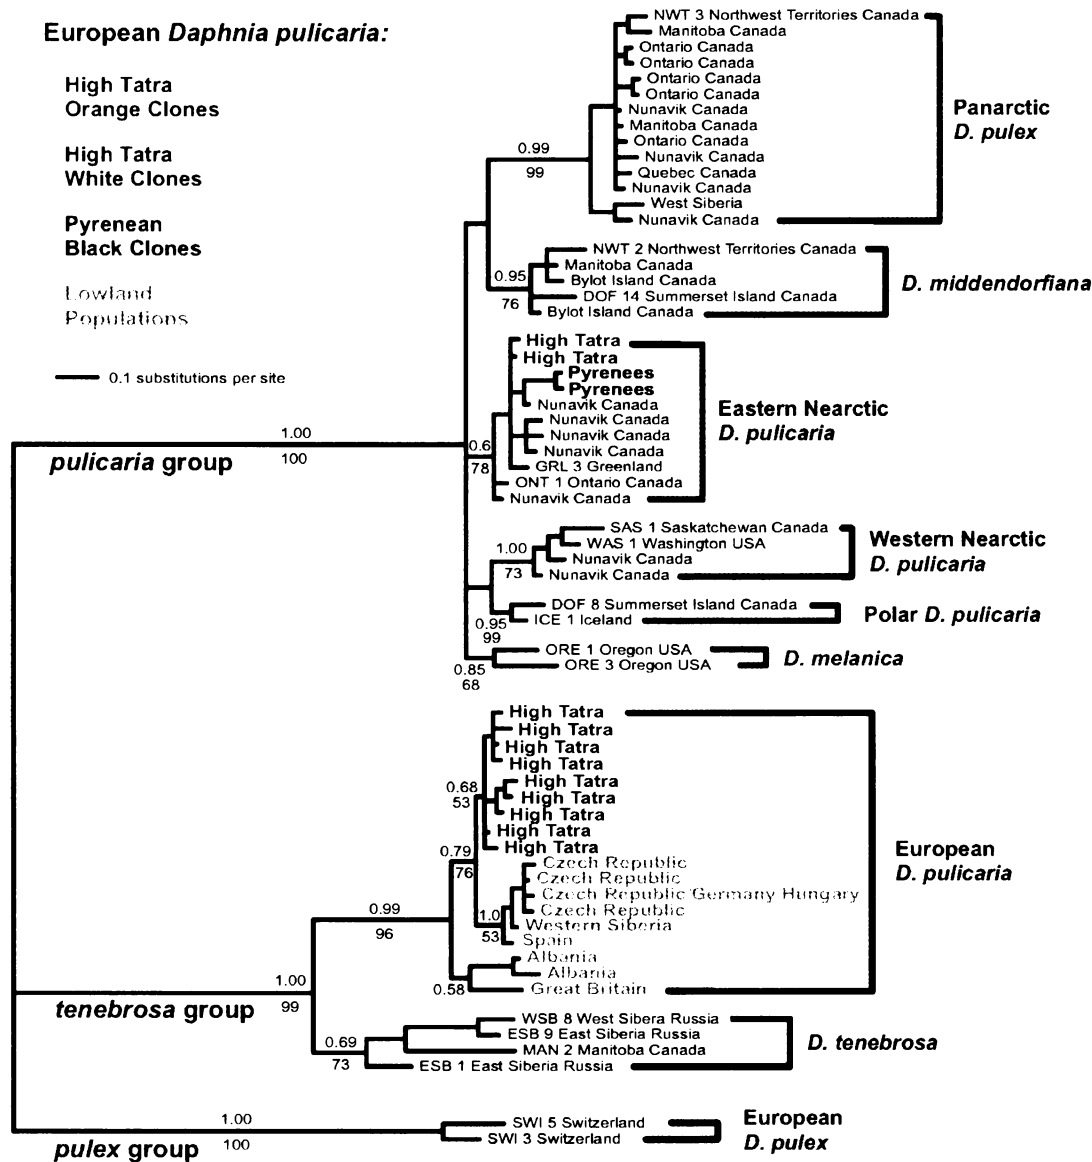 European Daphnia pulicaria:
High Tatra
Orange Clones
High Tatra
White Clones
Pyrenean
Black Clones
Lowland
Populations
0.1 substitutions per site
NWT 3 Northwest Territories Canada
Manitoba Canada
Ontario Canada
Ontario Canada
Ontario Canada
Ontario Canada
Nunavik Canada
Manitoba Canada
Ontario Canada
Nunavik Canada
Quebec Canada
Nunavik Canada
West Siberia
Nunavik Canada
Panarctic
D. pulex
0.99
99
NWT 2 Northwest Territories Canada
Manitoba Canada
Bylot Island Canada
DOF 14 Summerset Island Canada
Bylot Island Canada
D. middendorfiana
0.95
76
High Tatra
High Tatra
Pyrenees
Pyrenees
Nunavik Canada
Nunavik Canada
Nunavik Canada
Nunavik Canada
GRL 3 Greenland
ONT 1 Ontario Canada
Nunavik Canada
Eastern Nearctic
D. pulicaria
0.6
78
1.00
pulicaria group
100
SAS 1 Saskatchewan Canada
WAS 1 Washington USA
Nunavik Canada
Nunavik Canada
Western Nearctic
D. pulicaria
1.00
73
DOF 8 Summerset Island Canada
ICE 1 Iceland
Polar D. pulicaria
0.95
99
ORE 1 Oregon USA
ORE 3 Oregon USA
D. melanica
0.85
68
High Tatra
High Tatra
High Tatra
High Tatra
High Tatra
High Tatra
High Tatra
High Tatra
High Tatra
0.68
53
Czech Republic
Czech Republic
Czech Republic/Germany Hungary
Czech Republic
Western Siberia
Spain
Albania
Albania
Great Britain
European
D. pulicaria
0.79
76
1.0
53
0.58
0.99
96
1.00
tenebrosa group
99
WSB 8 West Sibera Russia
ESB 9 East Siberia Russia
MAN 2 Manitoba Canada
ESB 1 East Siberia Russia
D. tenebrosa
0.69
73
1.00
pulex group
100
SWI 5 Switzerland
SWI 3 Switzerland
European
D. pulex